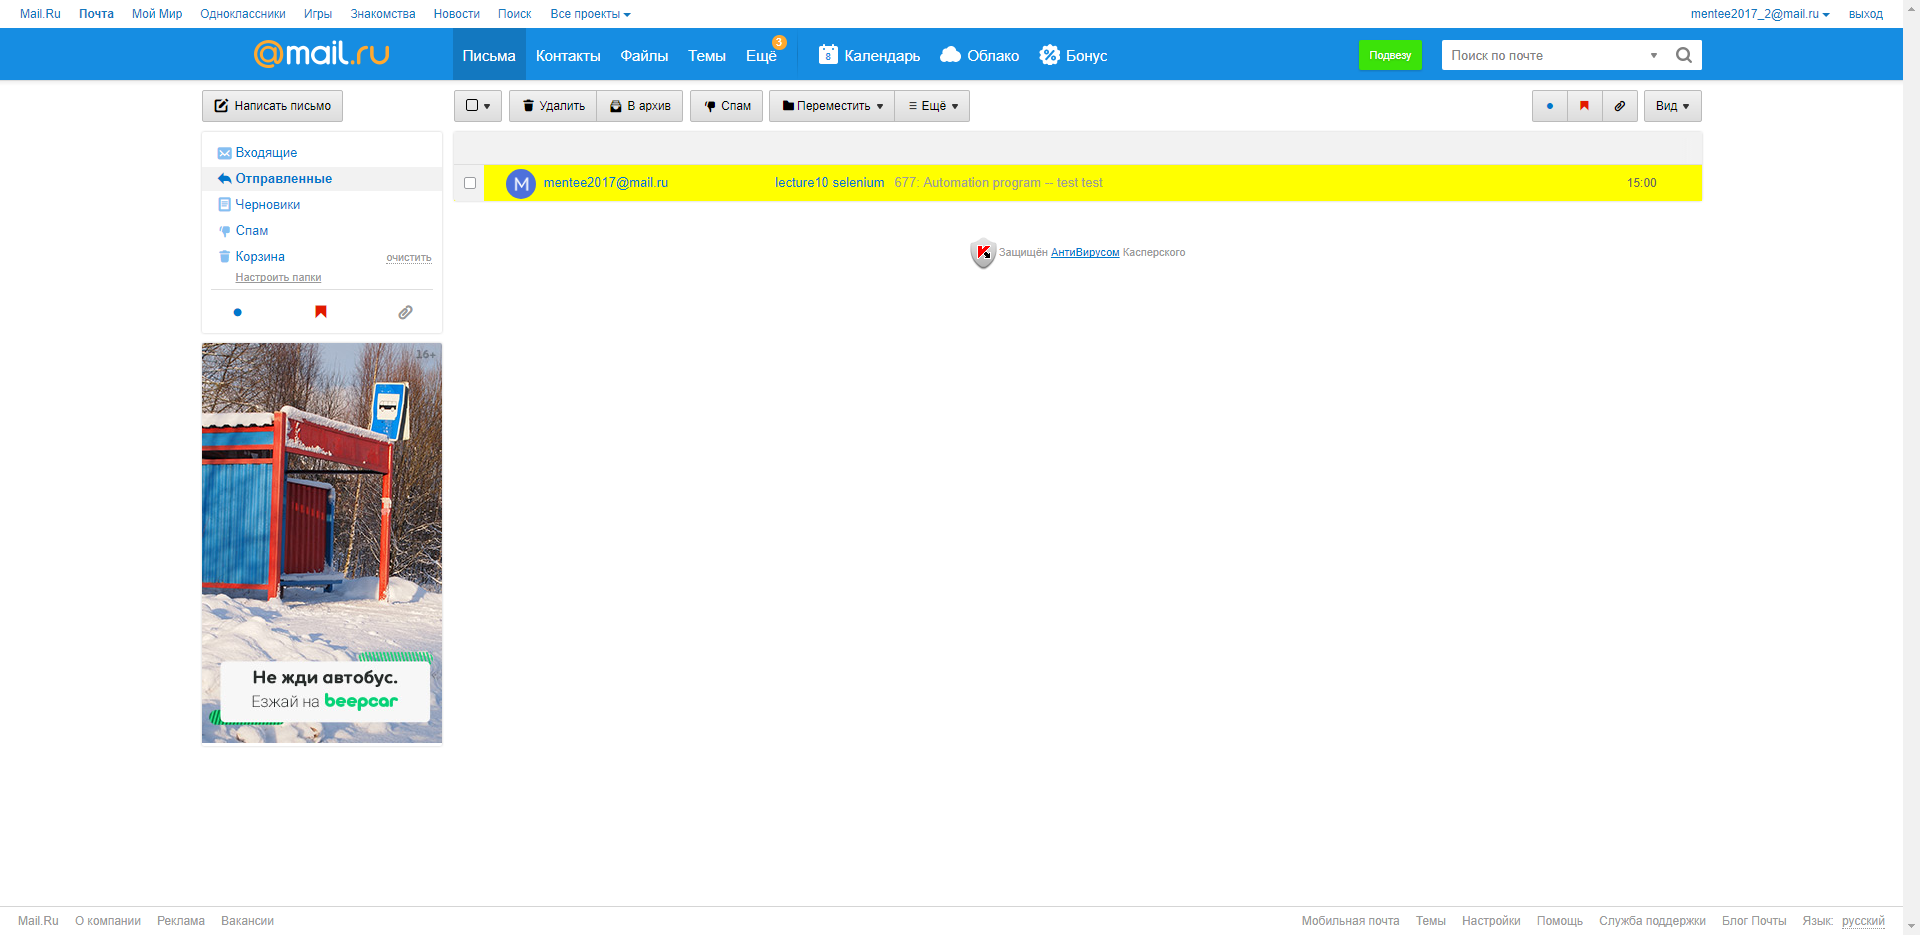 Mail.Ru Почта Мой Мир Одноклассники Игры Знакомства Новости Поиск Все проекты mentee2017_2@mail.ru выход
@mail.ru Письма Контакты Файлы Темы Ещё 3 8 Календарь Облако Бонус Подвезу Поиск по почте
Написать письмо Удалить В архив Спам Переместить Ещё Вид
Входящие
Отправленные
Черновики
Спам
Корзина очистить
Настроить папки
M mentee2017@mail.ru lecture10 selenium 677: Automation program -- test test 15:00
Защищён АнтиВирусом Касперского
16+
Не жди автобус.
Езжай на beepcar
Mail.Ru О компании Реклама Вакансии Мобильная почта Темы Настройки Помощь Служба поддержки Блог Почты Язык: русский